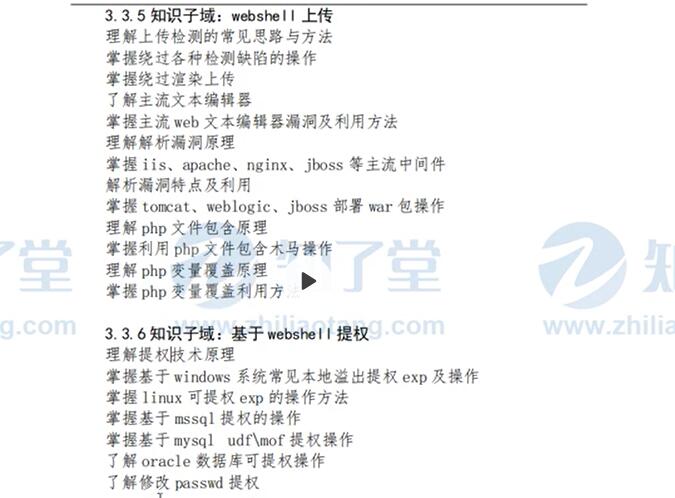 3.3.5 知识子域：webshell 上传
理解上传检测的常见思路与方法
掌握绕过各种检测缺陷的操作
掌握绕过渲染上传
了解主流文本编辑器
掌握主流 web 文本编辑器漏洞及利用方法
理解解析漏洞原理
掌握 iis、apache、nginx、jboss 等主流中间件
解析漏洞特点及利用
掌握 tomcat、weblogic、jboss 部署 war 包操作
理解 php 文件包含原理
掌握利用 php 文件包含木马操作
理解 php 变量覆盖原理
掌握 php 变量覆盖利用方
了堂
知了堂
知
www.zhiliaotang.com
www.zhiliaotang
3.3.6 知识子域：基于 webshell 提权
理解提权技术原理
掌握基于 windows 系统常见本地溢出提权 exp 及操作
掌握 linux 可提权 exp 的操作方法
掌握基于 mssql 提权的操作
掌握基于 mysql udf\mof 提权操作
了解 oracle 数据库可提权操作
了解修改 passwd 提权